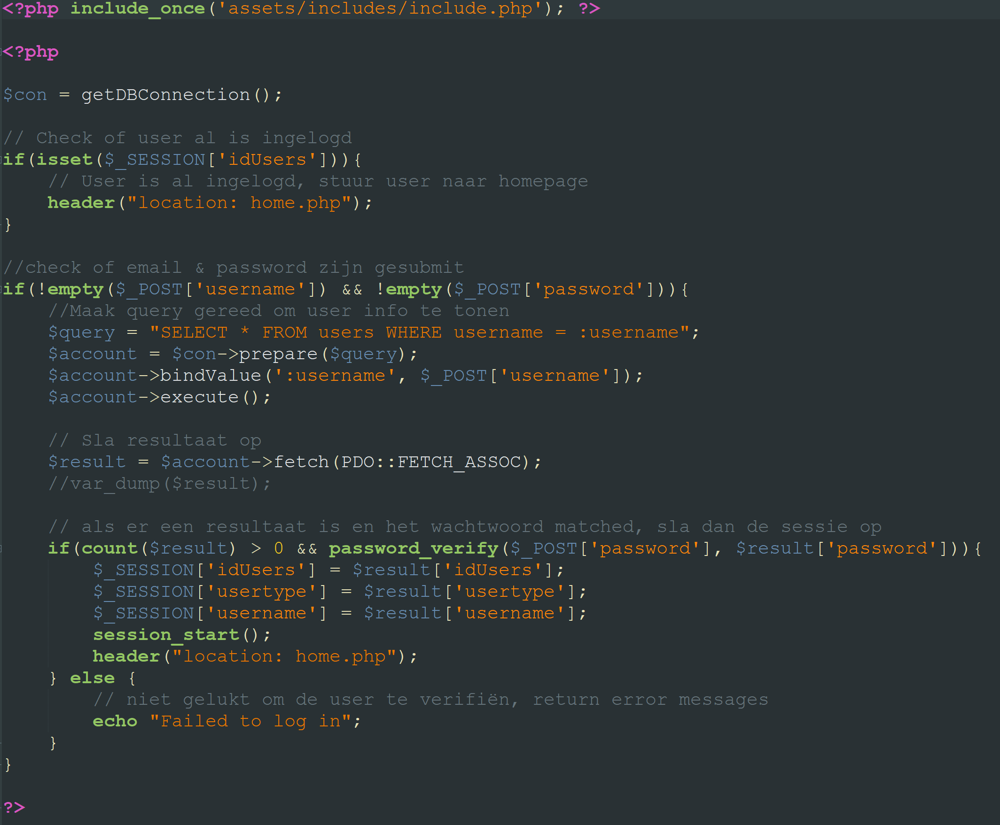 <?php include_once('assets/includes/include.php'); ?>
<?php
$con = getDBConnection();
// Check of user al is ingelogd
if(isset($_SESSION['idUsers'])){
// User is al ingelogd, stuur user naar homepage
header("location: home.php");
}
//check of email & password zijn gesubmit
if(!empty($_POST['username']) && !empty($_POST['password'])){
//Maak query gereed om user info te tonen
$query = "SELECT * FROM users WHERE username = :username";
$account = $con->prepare($query);
$account->bindValue(':username', $_POST['username']);
$account->execute();
// Sla resultaat op
$result = $account->fetch(PDO::FETCH_ASSOC);
//var_dump($result);
// als er een resultaat is en het wachtwoord matched, sla dan de sessie op
if(count($result) > 0 && password_verify($_POST['password'], $result['password'])){
$_SESSION['idUsers'] = $result['idUsers'];
$_SESSION['usertype'] = $result['usertype'];
$_SESSION['username'] = $result['username'];
session_start();
header("location: home.php");
} else {
// niet gelukt om de user te verifiën, return error messages
echo "Failed to log in";
}
}
?>